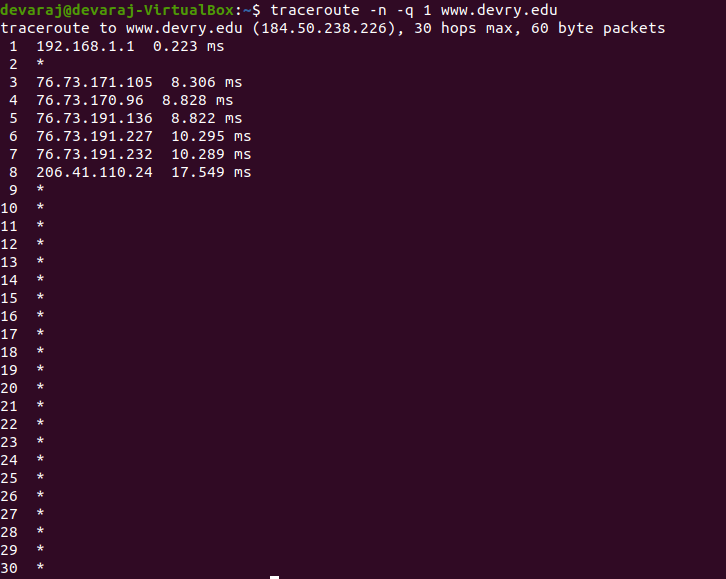 devaraj@devaraj-VirtualBox:~$ traceroute -n -q 1 www.devry.edu
traceroute to www.devry.edu (184.50.238.226), 30 hops max, 60 byte packets
 1  192.168.1.1  0.223 ms
 2  *
 3  76.73.171.105  8.306 ms
 4  76.73.170.96  8.828 ms
 5  76.73.191.136  8.822 ms
 6  76.73.191.227  10.295 ms
 7  76.73.191.232  10.289 ms
 8  206.41.110.24  17.549 ms
 9  *
10  *
11  *
12  *
13  *
14  *
15  *
16  *
17  *
18  *
19  *
20  *
21  *
22  *
23  *
24  *
25  *
26  *
27  *
28  *
29  *
30  *